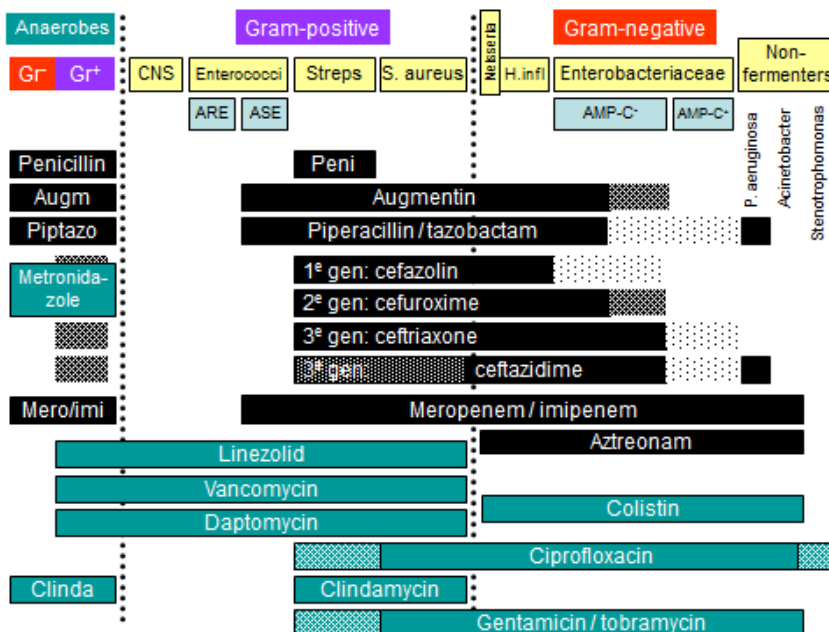 Anaerobes
Gram-positive
Gram-negative
Gr⁻
Gr⁺
CNS
Enterococci
Streps
S. aureus
Neisseria
H.infl
Enterobacteriaceae
Non-
fermenters
ARE
ASE
AMP-C⁻
AMP-C⁺
P. aeruginosa
Acinetobacter
Stenotrophomonas
Penicillin
Peni
Augm
Augmentin
Piptazo
Piperacillin / tazobactam
Metronida-
zole
1ᵉ gen: cefazolin
2ᵉ gen: cefuroxime
3ᵉ gen: ceftriaxone
3ᵉ gen: ceftazidime
Mero/imi
Meropenem / imipenem
Aztreonam
Linezolid
Vancomycin
Colistin
Daptomycin
Ciprofloxacin
Clinda
Clindamycin
Gentamicin / tobramycin